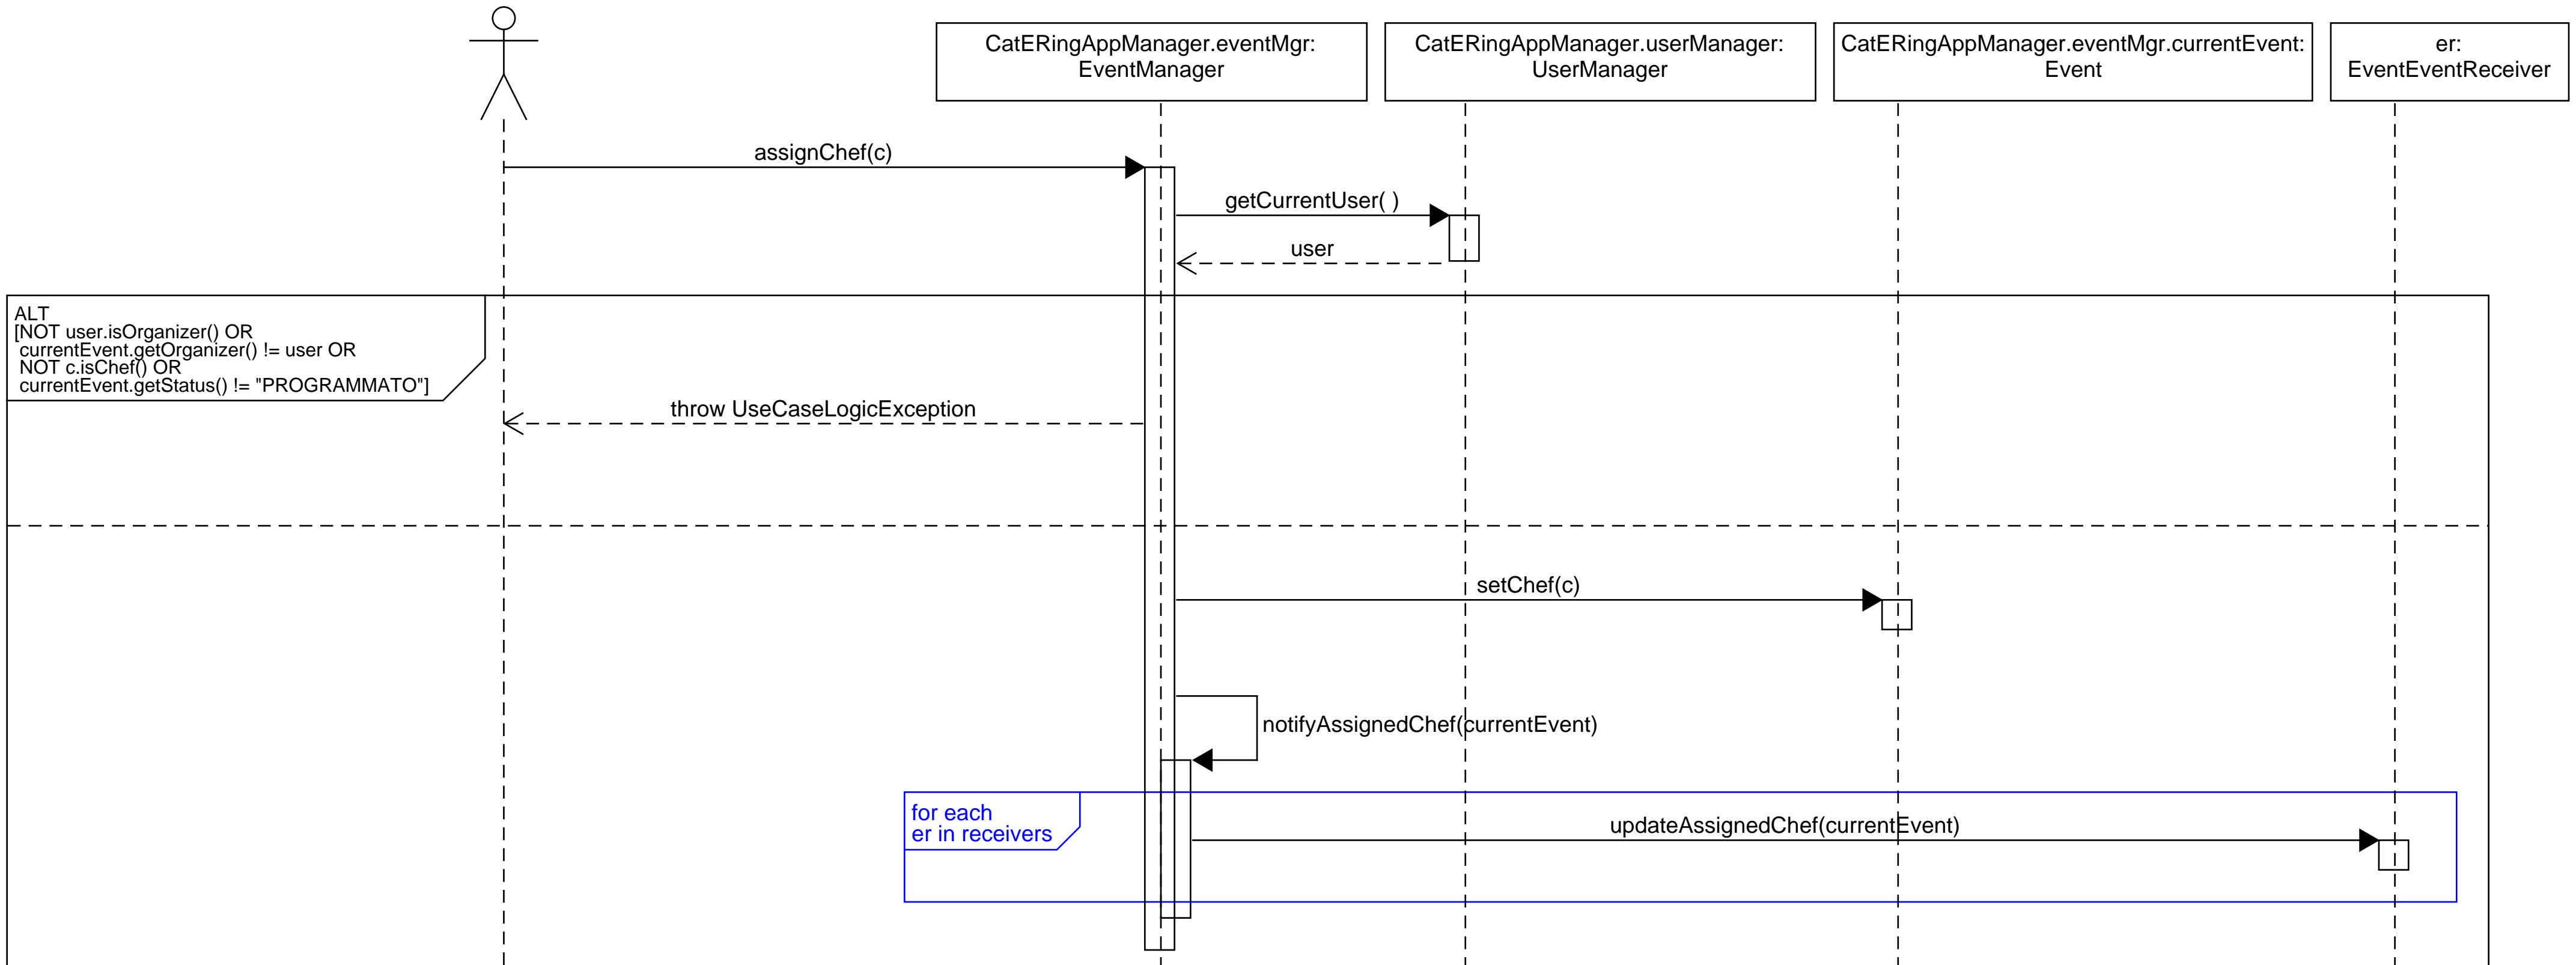 CatERingAppManager.eventMgr:
EventManager
CatERingAppManager.userManager:
UserManager
CatERingAppManager.eventMgr.currentEvent:
Event
er:
EventEventReceiver
assignChef(c)
getCurrentUser( )
user
ALT
[NOT user.isOrganizer() OR
currentEvent.getOrganizer() != user OR
NOT c.isChef() OR
currentEvent.getStatus() != "PROGRAMMATO"]
throw UseCaseLogicException
setChef(c)
notifyAssignedChef(currentEvent)
for each
er in receivers
updateAssignedChef(currentEvent)